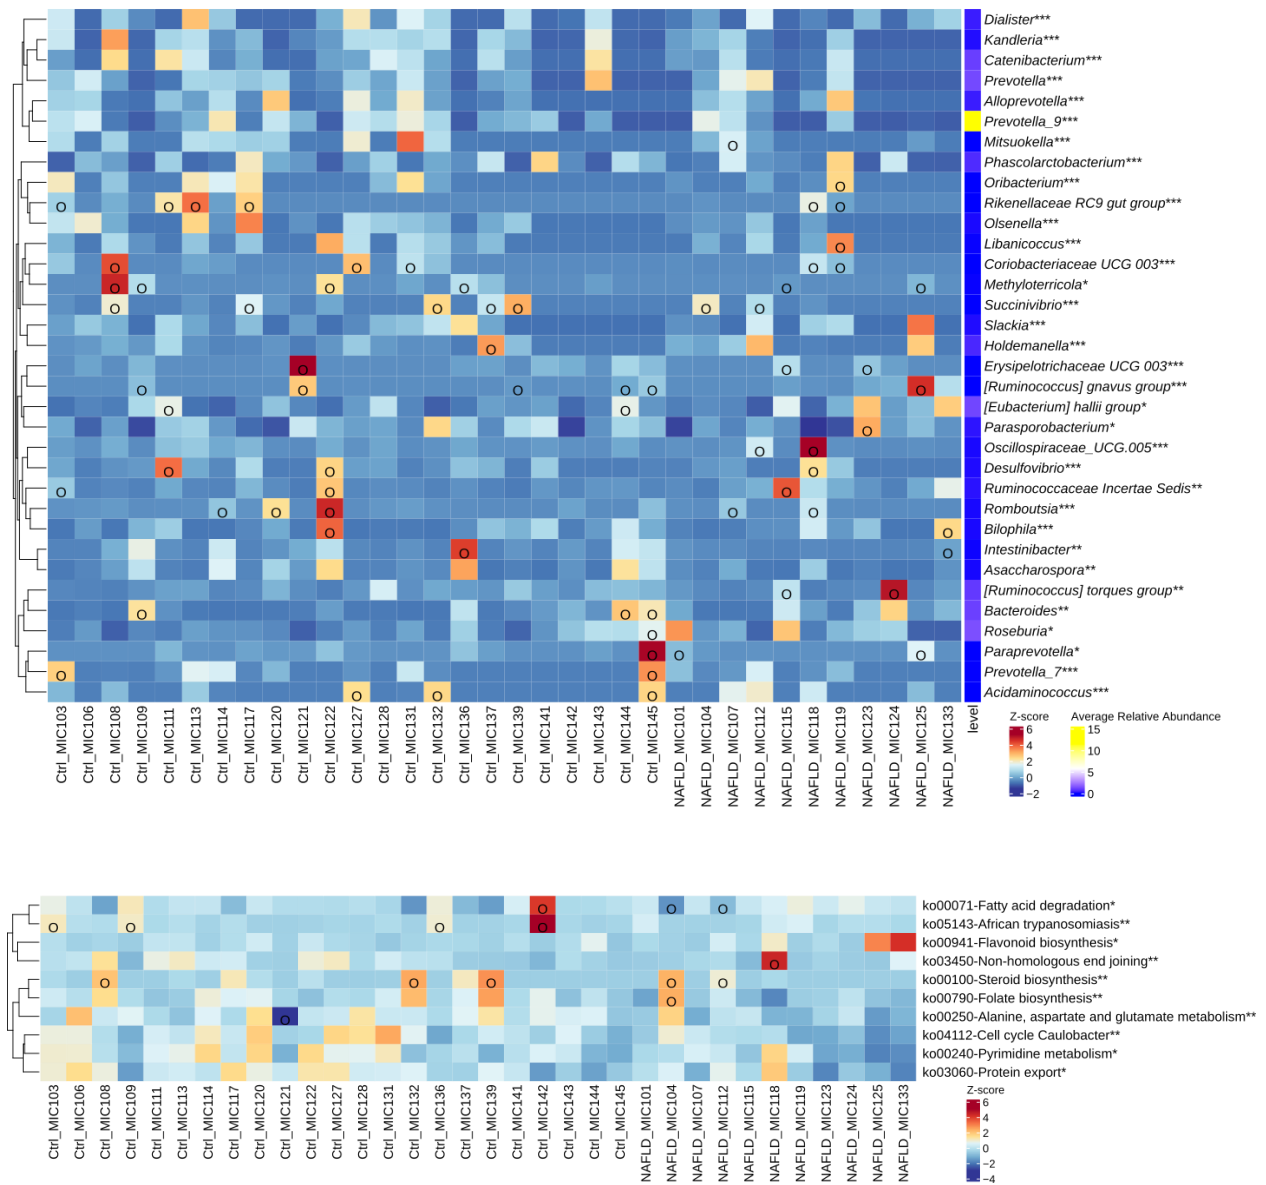 Dialister***
Kandleria***
Catenibacterium***
Prevotella***
Alloprevotella***
Prevotella_9***
Mitsuokella***
Phascolarctobacterium***
Oribacterium***
Rikenellaceae RC9 gut group***
Olsenella***
Libanicoccus***
Coriobacteriaceae UCG 003***
Methyloterricola*
Succinivibrio***
Slackia***
Holdemanella***
Erysipelotrichaceae UCG 003***
[Ruminococcus] gnavus group***
[Eubacterium] hallii group*
Parasporobacterium*
Oscillospiraceae_UCG.005***
Desulfovibrio***
Ruminococcaceae Incertae Sedis**
Romboutsia***
Bilophila***
Intestinibacter**
Asaccharospora**
[Ruminococcus] torques group**
Bacteroides**
Roseburia*
Paraprevotella*
Prevotella_7***
Acidaminococcus***
Ctrl_MIC103
Ctrl_MIC106
Ctrl_MIC108
Ctrl_MIC109
Ctrl_MIC111
Ctrl_MIC113
Ctrl_MIC114
Ctrl_MIC117
Ctrl_MIC120
Ctrl_MIC121
Ctrl_MIC122
Ctrl_MIC127
Ctrl_MIC128
Ctrl_MIC131
Ctrl_MIC132
Ctrl_MIC136
Ctrl_MIC137
Ctrl_MIC139
Ctrl_MIC141
Ctrl_MIC142
Ctrl_MIC143
Ctrl_MIC144
Ctrl_MIC145
NAFLD_MIC101
NAFLD_MIC104
NAFLD_MIC107
NAFLD_MIC112
NAFLD_MIC115
NAFLD_MIC118
NAFLD_MIC119
NAFLD_MIC123
NAFLD_MIC124
NAFLD_MIC125
NAFLD_MIC133
level
Z-score
6
4
2
0
−2
Average Relative Abundance
15
10
5
0
ko00071-Fatty acid degradation*
ko05143-African trypanosomiasis**
ko00941-Flavonoid biosynthesis*
ko03450-Non-homologous end joining**
ko00100-Steroid biosynthesis**
ko00790-Folate biosynthesis**
ko00250-Alanine, aspartate and glutamate metabolism**
ko04112-Cell cycle Caulobacter**
ko00240-Pyrimidine metabolism*
ko03060-Protein export*
Ctrl_MIC103
Ctrl_MIC106
Ctrl_MIC108
Ctrl_MIC109
Ctrl_MIC111
Ctrl_MIC113
Ctrl_MIC114
Ctrl_MIC117
Ctrl_MIC120
Ctrl_MIC121
Ctrl_MIC122
Ctrl_MIC127
Ctrl_MIC128
Ctrl_MIC131
Ctrl_MIC132
Ctrl_MIC136
Ctrl_MIC137
Ctrl_MIC139
Ctrl_MIC141
Ctrl_MIC142
Ctrl_MIC143
Ctrl_MIC144
Ctrl_MIC145
NAFLD_MIC101
NAFLD_MIC104
NAFLD_MIC107
NAFLD_MIC112
NAFLD_MIC115
NAFLD_MIC118
NAFLD_MIC119
NAFLD_MIC123
NAFLD_MIC124
NAFLD_MIC125
NAFLD_MIC133
Z-score
6
4
2
0
−2
−4